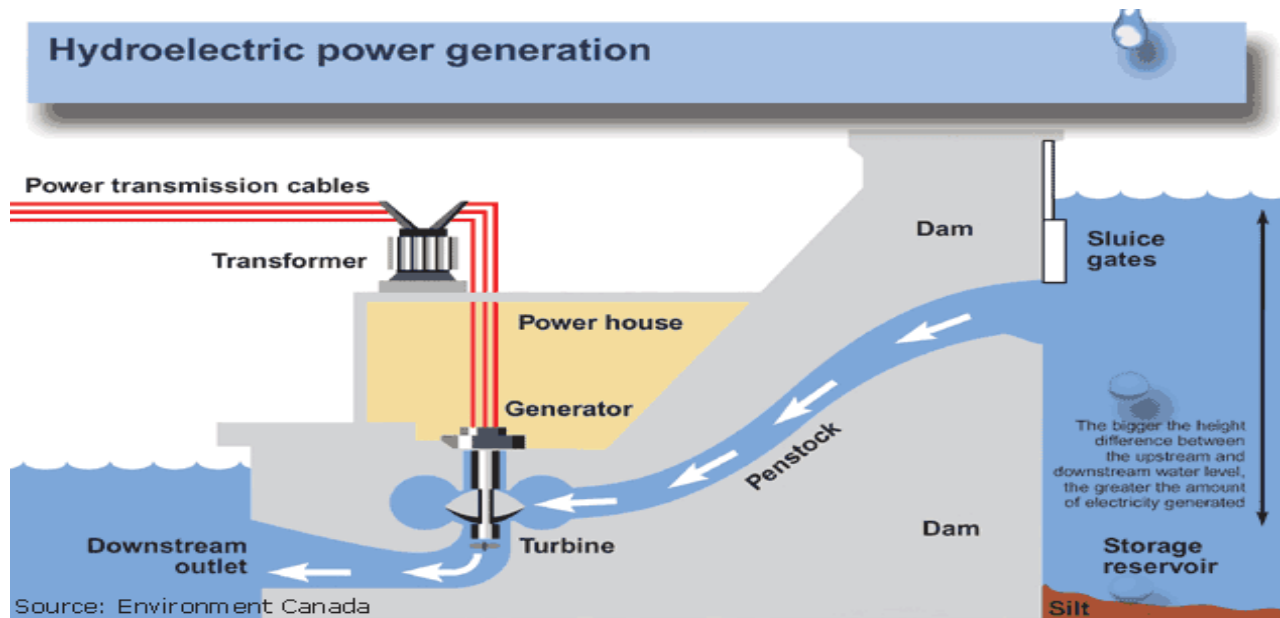 Hydroelectric power generation
Power transmission cables
Transformer
Dam
Sluice
gates
Power house
Generator
Penstock
The bigger the height
difference between
the upstream and
downstream water level,
the greater the amount
of electricity generated
Dam
Turbine
Downstream
outlet
Storage
reservoir
Silt
Source: Environment Canada